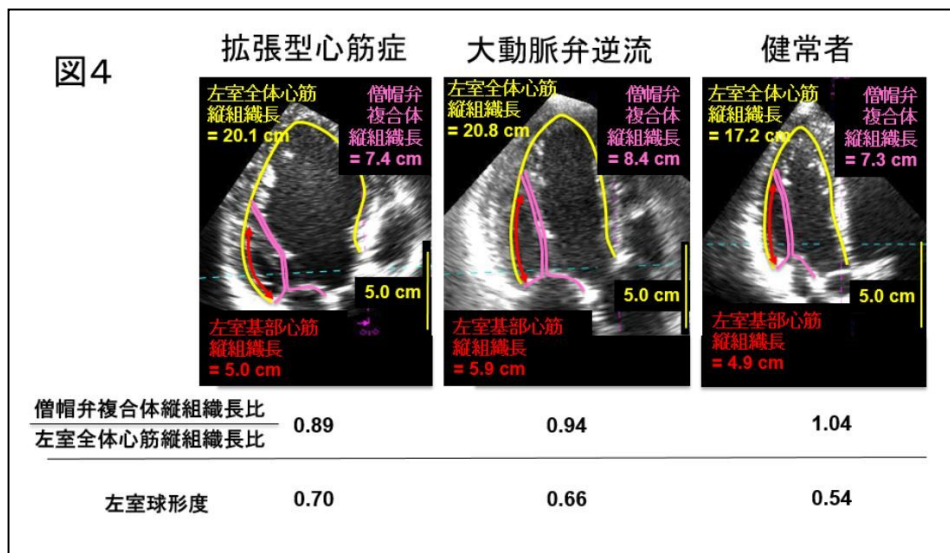 図4
拡張型心筋症
大動脈弁逆流
健常者
左室全体心筋
縦組織長
= 20.1 cm
僧帽弁
複合体
縦組織長
= 7.4 cm
5.0 cm
左室基部心筋
縦組織長
= 5.0 cm
左室全体心筋
縦組織長
= 20.8 cm
僧帽弁
複合体
縦組織長
= 8.4 cm
5.0 cm
左室基部心筋
縦組織長
= 5.9 cm
左室全体心筋
縦組織長
= 17.2 cm
僧帽弁
複合体
縦組織長
= 7.3 cm
5.0 cm
左室基部心筋
縦組織長
= 4.9 cm
僧帽弁複合体縦組織長比
左室全体心筋縦組織長比
0.89
0.94
1.04
左室球形度
0.70
0.66
0.54